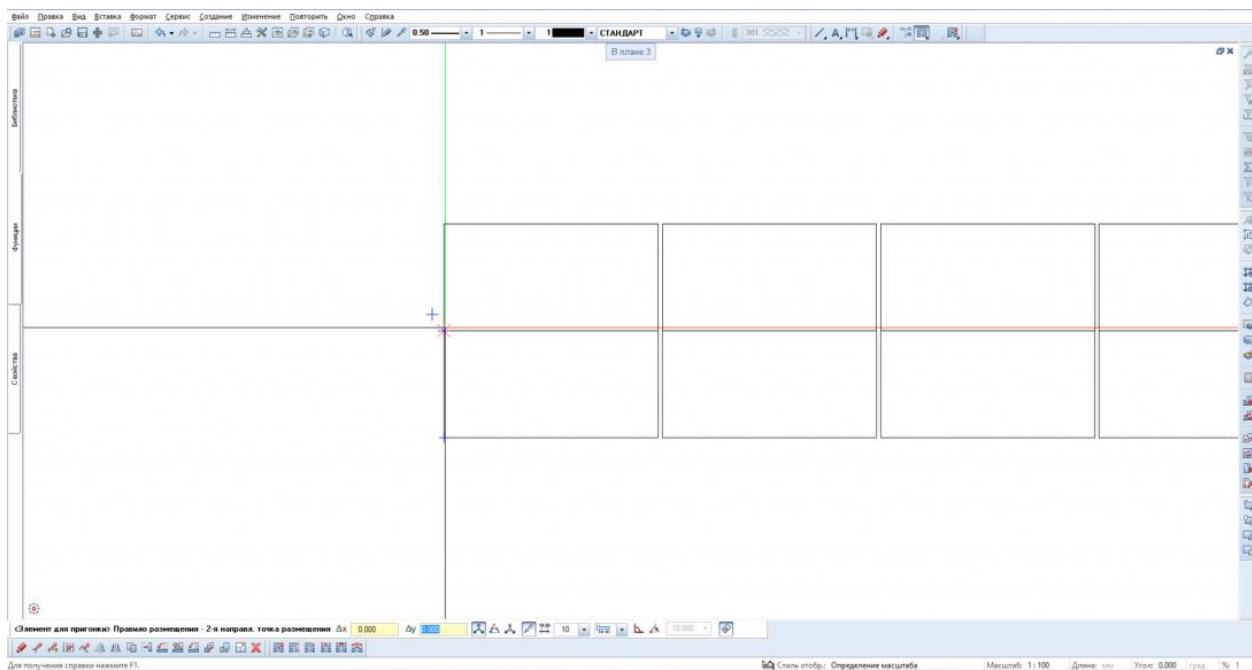 Файл Правка Вид Вставка Формат Сервис Создание Изменение Повторить Окно Справка
0.50 1 1 СТАНДАРТ 301
В плане 3
Библиотека
Функции
Свойства
<Элемент для пригонки> Правило размещения - 2-я направл. точка размещения Δx 0.000 Δy 0.000 10 10.000
Для получения справки нажмите F1. Стиль отобр.: Определение масштаба Масштаб: 1:100 Длина: мм Угол: 0.000 град %: